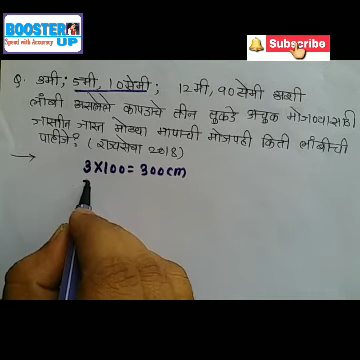 BOOSTER
UP
Speed with Accuracy
Subscribe
Q. 3मी; 5मी, 10सेमी; 12मी, 90सेमी अशी
लांबी असलेले कापडाचे तीन तुकडे अचूक मोजण्यासाठी
जास्तीत जास्त मोठ्या मापाची मोजपट्टी किती लांबीची
पाहीजे? (राज्यसेवा 2018)
→ 3×100 = 300cm